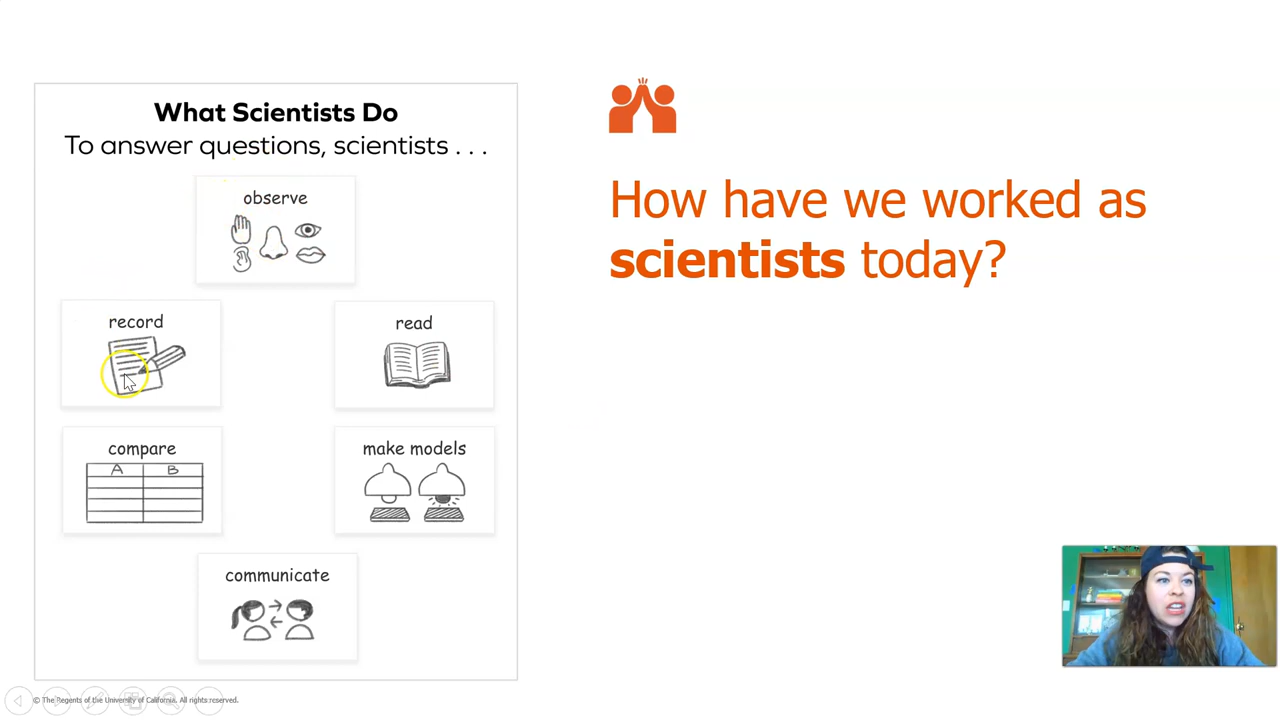 What Scientists Do
To answer questions, scientists . . .
observe
record
read
compare
A B
make models
communicate
How have we worked as
scientists today?
© The Regents of the University of California. All rights reserved.